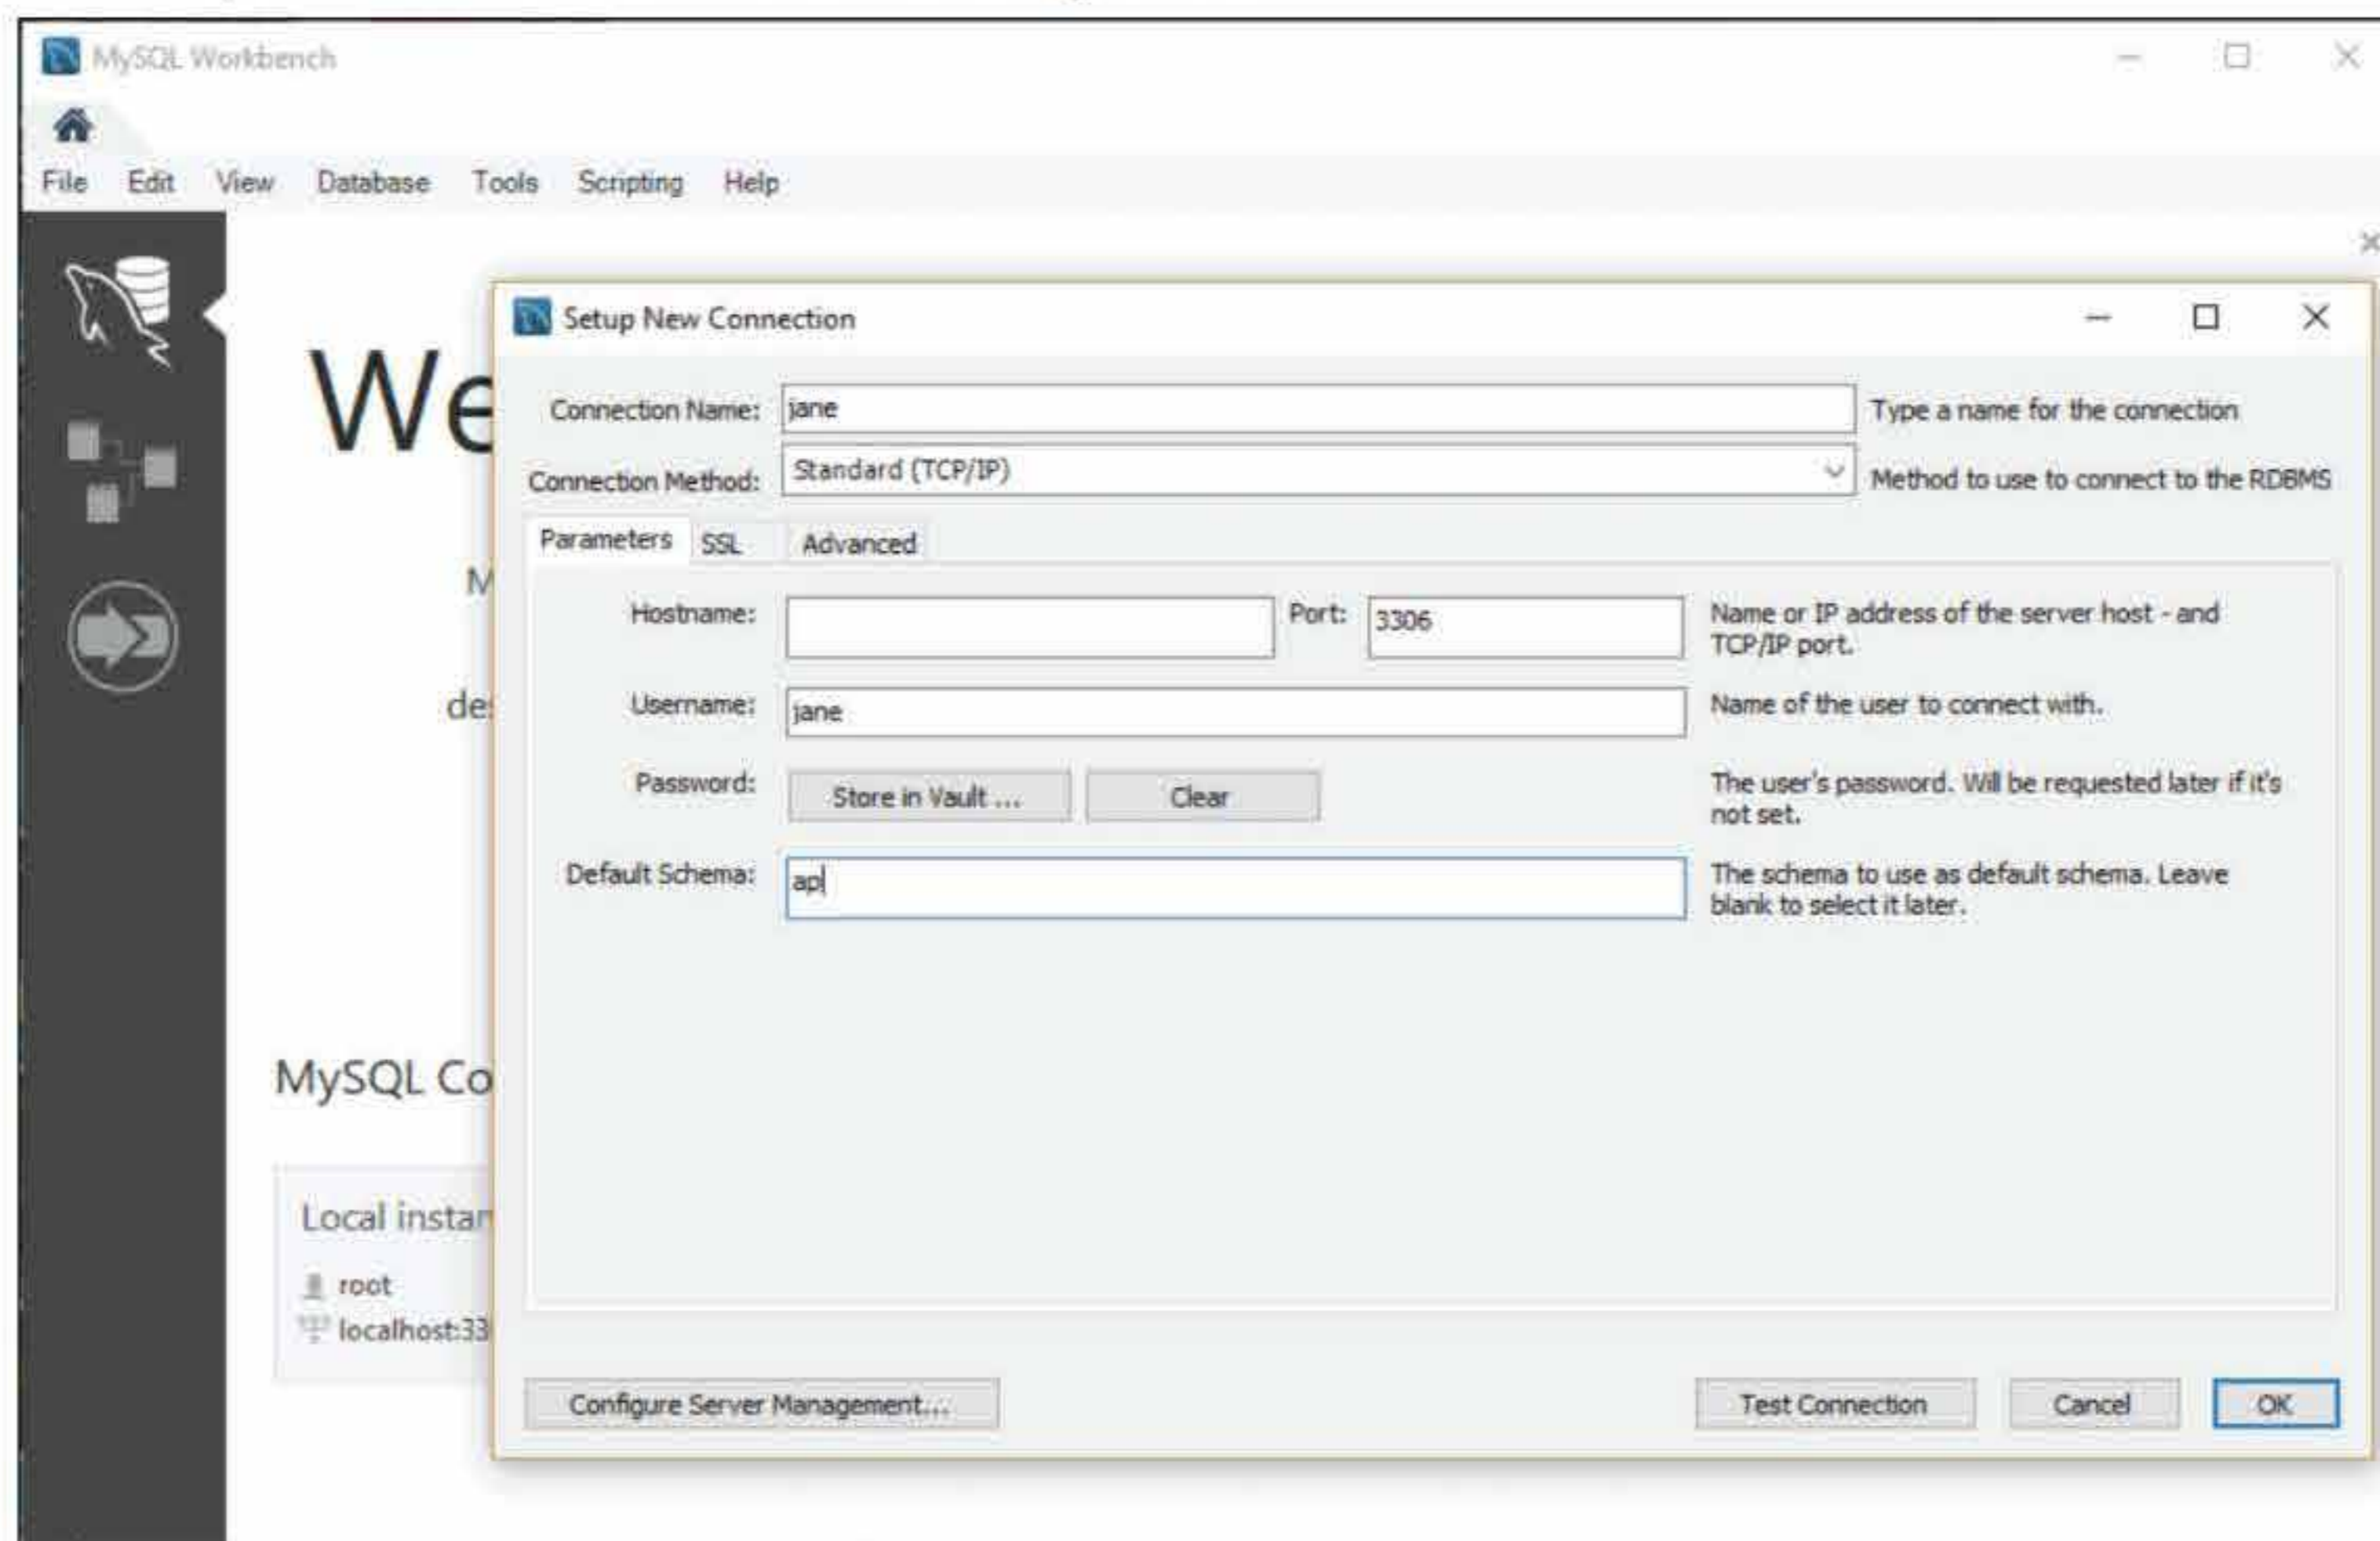 MySQL Workbench
File Edit View Database Tools Scripting Help
We
Setup New Connection
Connection Name: jane Type a name for the connection
Connection Method: Standard (TCP/IP) Method to use to connect to the RDBMS
Parameters SSL Advanced
M
Hostname: Port: 3306 Name or IP address of the server host - and
TCP/IP port.
des
Username: jane Name of the user to connect with.
Password: Store in Vault ... Clear The user's password. Will be requested later if it's
not set.
Default Schema: ap The schema to use as default schema. Leave
blank to select it later.
MySQL Co
Local instan
root
localhost:33
Configure Server Management... Test Connection Cancel OK